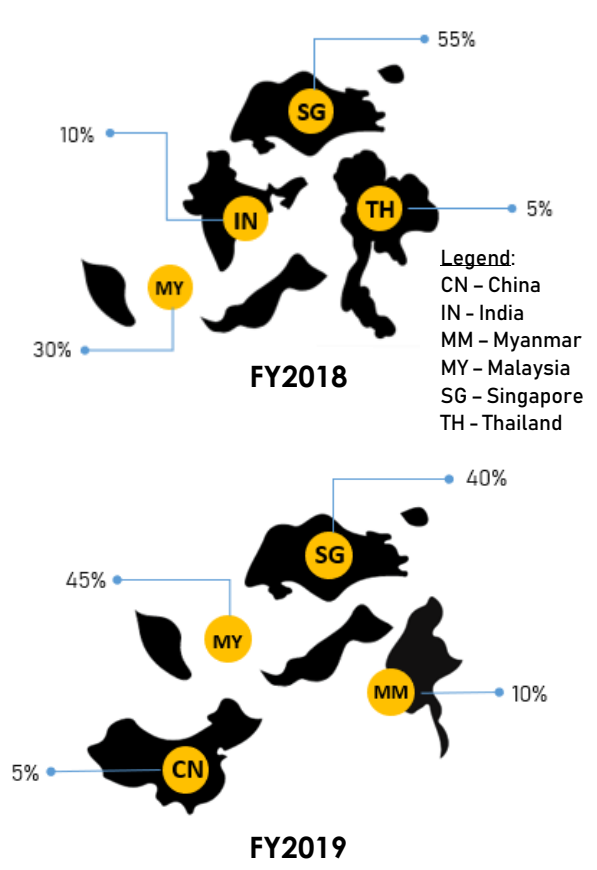 55%
SG
10%
IN
TH
5%
MY
30%
FY2018
Legend:
CN – China
IN - India
MM – Myanmar
MY – Malaysia
SG – Singapore
TH - Thailand
40%
SG
45%
MY
MM
10%
5%
CN
FY2019